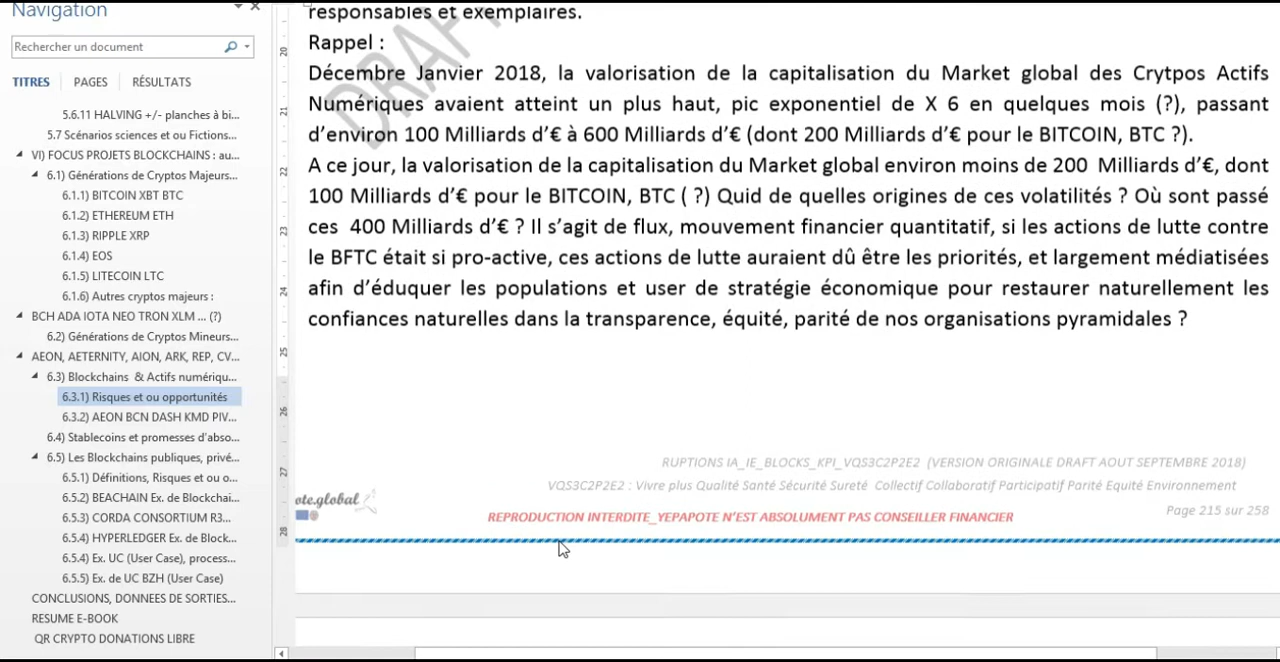 Navigation
Rechercher un document
TITRES PAGES RÉSULTATS
5.6.11 HALVING +/- planches à bi...
5.7 Scénarios sciences et ou Fictions...
VI) FOCUS PROJETS BLOCKCHAINS : au...
6.1) Générations de Cryptos Majeurs...
6.1.1) BITCOIN XBT BTC
6.1.2) ETHEREUM ETH
6.1.3) RIPPLE XRP
6.1.4) EOS
6.1.5) LITECOIN LTC
6.1.6) Autres cryptos majeurs :
BCH ADA IOTA NEO TRON XLM ... (?)
6.2) Générations de Cryptos Mineurs...
AEON, AETERNITY, AION, ARK, REP, CV...
6.3) Blockchains & Actifs numériqu...
6.3.1) Risques et ou opportunités
6.3.2) AEON BCN DASH KMD PIV...
6.4) Stablecoins et promesses d'abso...
6.5) Les Blockchains publiques, privé...
6.5.1) Définitions, Risques et ou o...
6.5.2) BEACHAIN Ex. de Blockchai...
6.5.3) CORDA CONSORTIUM R3...
6.5.4) HYPERLEDGER Ex. de Block...
6.5.4) Ex. UC (User Case), process...
6.5.5) Ex. de UC BZH (User Case)
CONCLUSIONS, DONNEES DE SORTIES...
RESUME E-BOOK
QR CRYPTO DONATIONS LIBRE
20
21
22
23
24
25
26
27
28
DRAFT
responsables et exemplaires.
Rappel :
Décembre Janvier 2018, la valorisation de la capitalisation du Market global des Crytpos Actifs
Numériques avaient atteint un plus haut, pic exponentiel de X 6 en quelques mois (?), passant
d'environ 100 Milliards d'€ à 600 Milliards d'€ (dont 200 Milliards d'€ pour le BITCOIN, BTC ?).
A ce jour, la valorisation de la capitalisation du Market global environ moins de 200 Milliards d'€, dont
100 Milliards d'€ pour le BITCOIN, BTC ( ?) Quid de quelles origines de ces volatilités ? Où sont passé
ces 400 Milliards d'€ ? Il s'agit de flux, mouvement financier quantitatif, si les actions de lutte contre
le BFTC était si pro-active, ces actions de lutte auraient dû être les priorités, et largement médiatisées
afin d'éduquer les populations et user de stratégie économique pour restaurer naturellement les
confiances naturelles dans la transparence, équité, parité de nos organisations pyramidales ?
RUPTIONS IA_IE_BLOCKS_KPI_VQS3C2P2E2 (VERSION ORIGINALE DRAFT AOUT SEPTEMBRE 2018)
VQS3C2P2E2 : Vivre plus Qualité Santé Sécurité Sureté Collectif Collaboratif Participatif Parité Equité Environnement
ote.global
REPRODUCTION INTERDITE_YEPAPOTE N'EST ABSOLUMENT PAS CONSEILLER FINANCIER
Page 215 sur 258